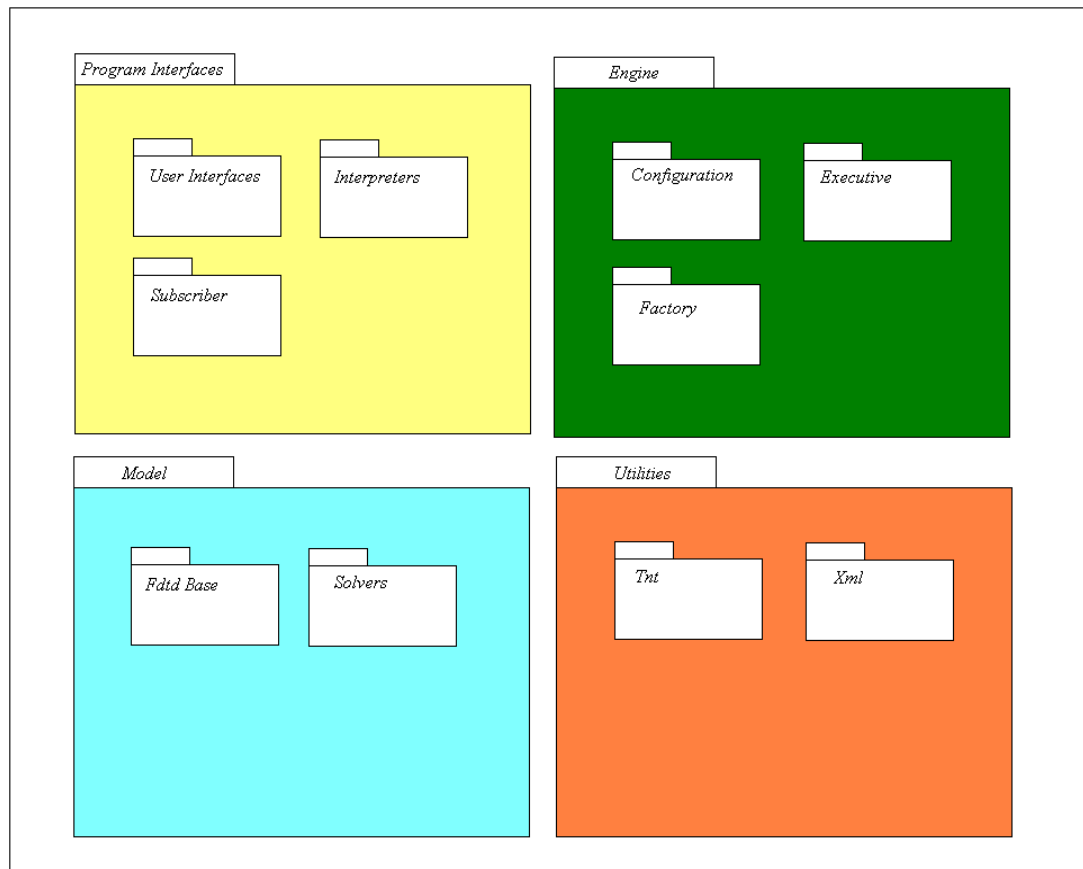 Program Interfaces
User Interfaces
Interpreters
Subscriber
Engine
Configuration
Executive
Factory
Model
Fdtd Base
Solvers
Utilities
Tnt
Xml